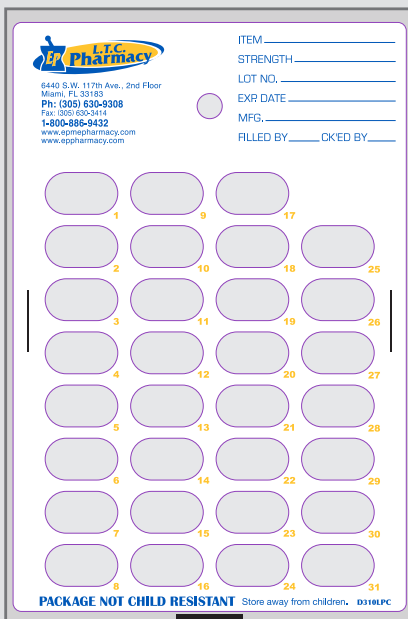 Ep L.T.C.
Pharmacy
6440 S.W. 117th Ave., 2nd Floor
Miami, FL 33183
Ph: (305) 630-9308
Fax: (305) 630-3414
1-800-886-9432
www.epmepharmacy.com
www.eppharmacy.com
ITEM
STRENGTH
LOT NO.
EXP. DATE
MFG.
FILLED BY CK'ED BY
1 9 17
2 10 18 25
3 11 19 26
4 12 20 27
5 13 21 28
6 14 22 29
7 15 23 30
8 16 24 31
PACKAGE NOT CHILD RESISTANT Store away from children. D310LPC